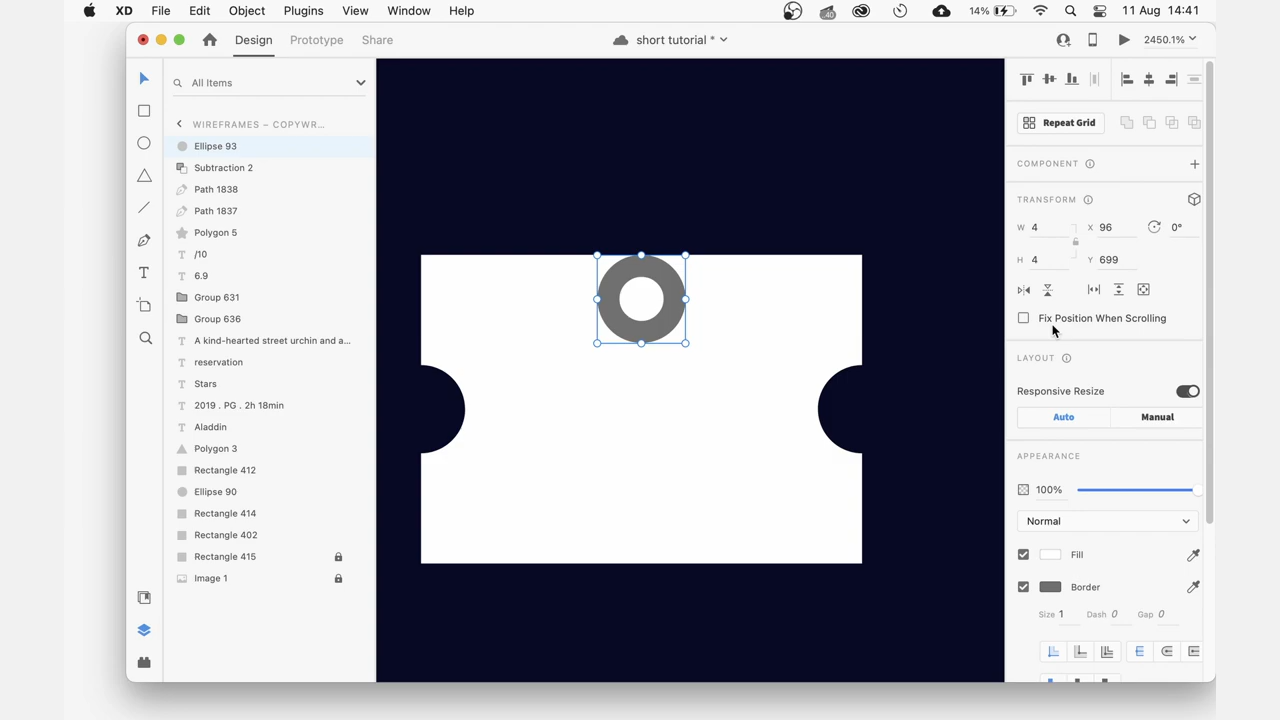 XD File Edit Object Plugins View Window Help 40 14% 11 Aug 14:41
Design Prototype Share short tutorial * 2450.1%
All Items
WIREFRAMES – COPYWR...
Ellipse 93
Subtraction 2
Path 1838
Path 1837
Polygon 5
/10
6.9
Group 631
Group 636
A kind-hearted street urchin and a...
reservation
Stars
2019 . PG . 2h 18min
Aladdin
Polygon 3
Rectangle 412
Ellipse 90
Rectangle 414
Rectangle 402
Rectangle 415
Image 1
Repeat Grid
COMPONENT
TRANSFORM
W 4 X 96 0°
H 4 Y 699
Fix Position When Scrolling
LAYOUT
Responsive Resize
Auto Manual
APPEARANCE
100%
Normal
Fill
Border
Size 1 Dash 0 Gap 0